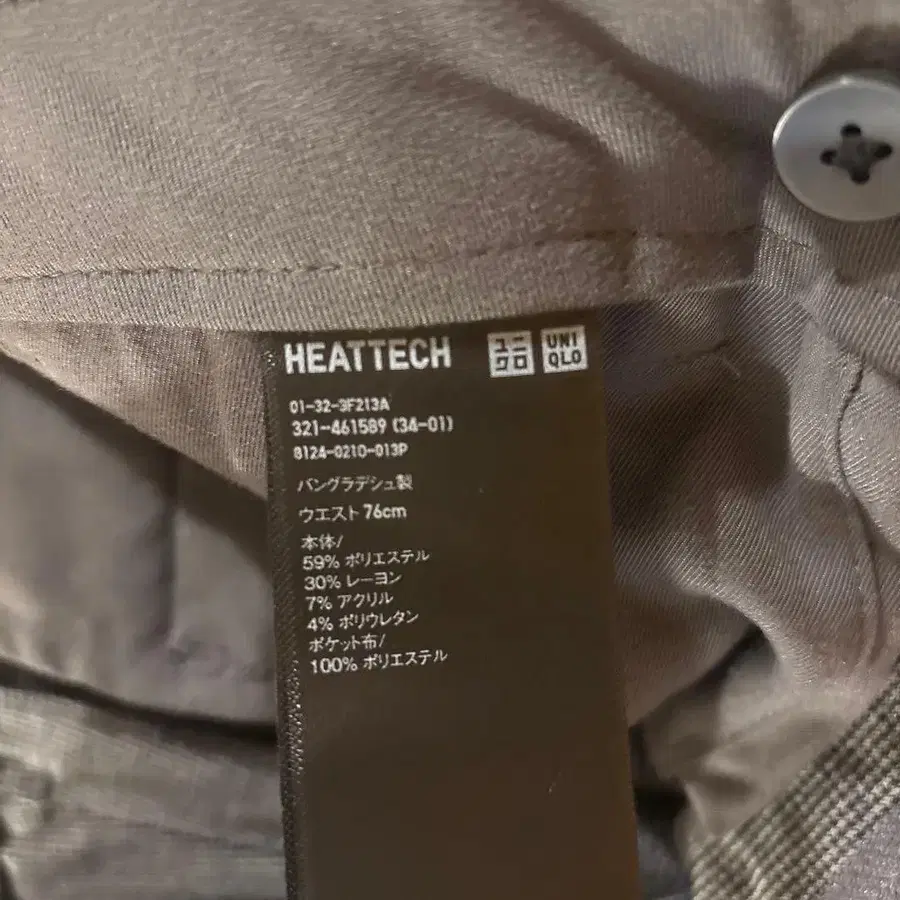 HEATTECH ユニクロ UNIQLO
01-32-3F213A
321-461589 (34-01)
8124-0210-013P
バングラデシュ製
ウエスト 76cm
本体/
59% ポリエステル
30% レーヨン
7% アクリル
4% ポリウレタン
ポケット布/
100% ポリエステル